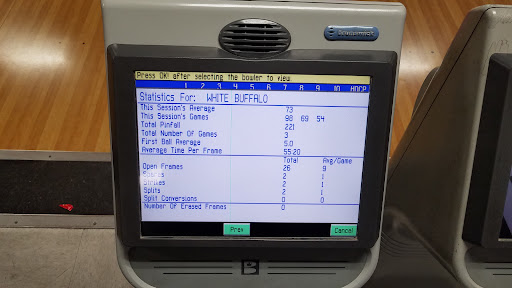 Brunswick
Press OK! after selecting the bowler to view.
1 2 3 4 5 6 7 8 9 10 HDCP
Statistics For: WHITE BUFFALO
This Session's Average 73
This Session's Games 98 69 54
Total Pinfall 221
Total Number Of Games 3
First Ball Average 5.0
Average Time Per Frame 55:20
Total Avg/Game
Open Frames 26 9
Spares 2 1
Strikes 2 1
Splits 2 1
Split Conversions 0 0
Number Of Erased Frames 0
Prev Cancel
B